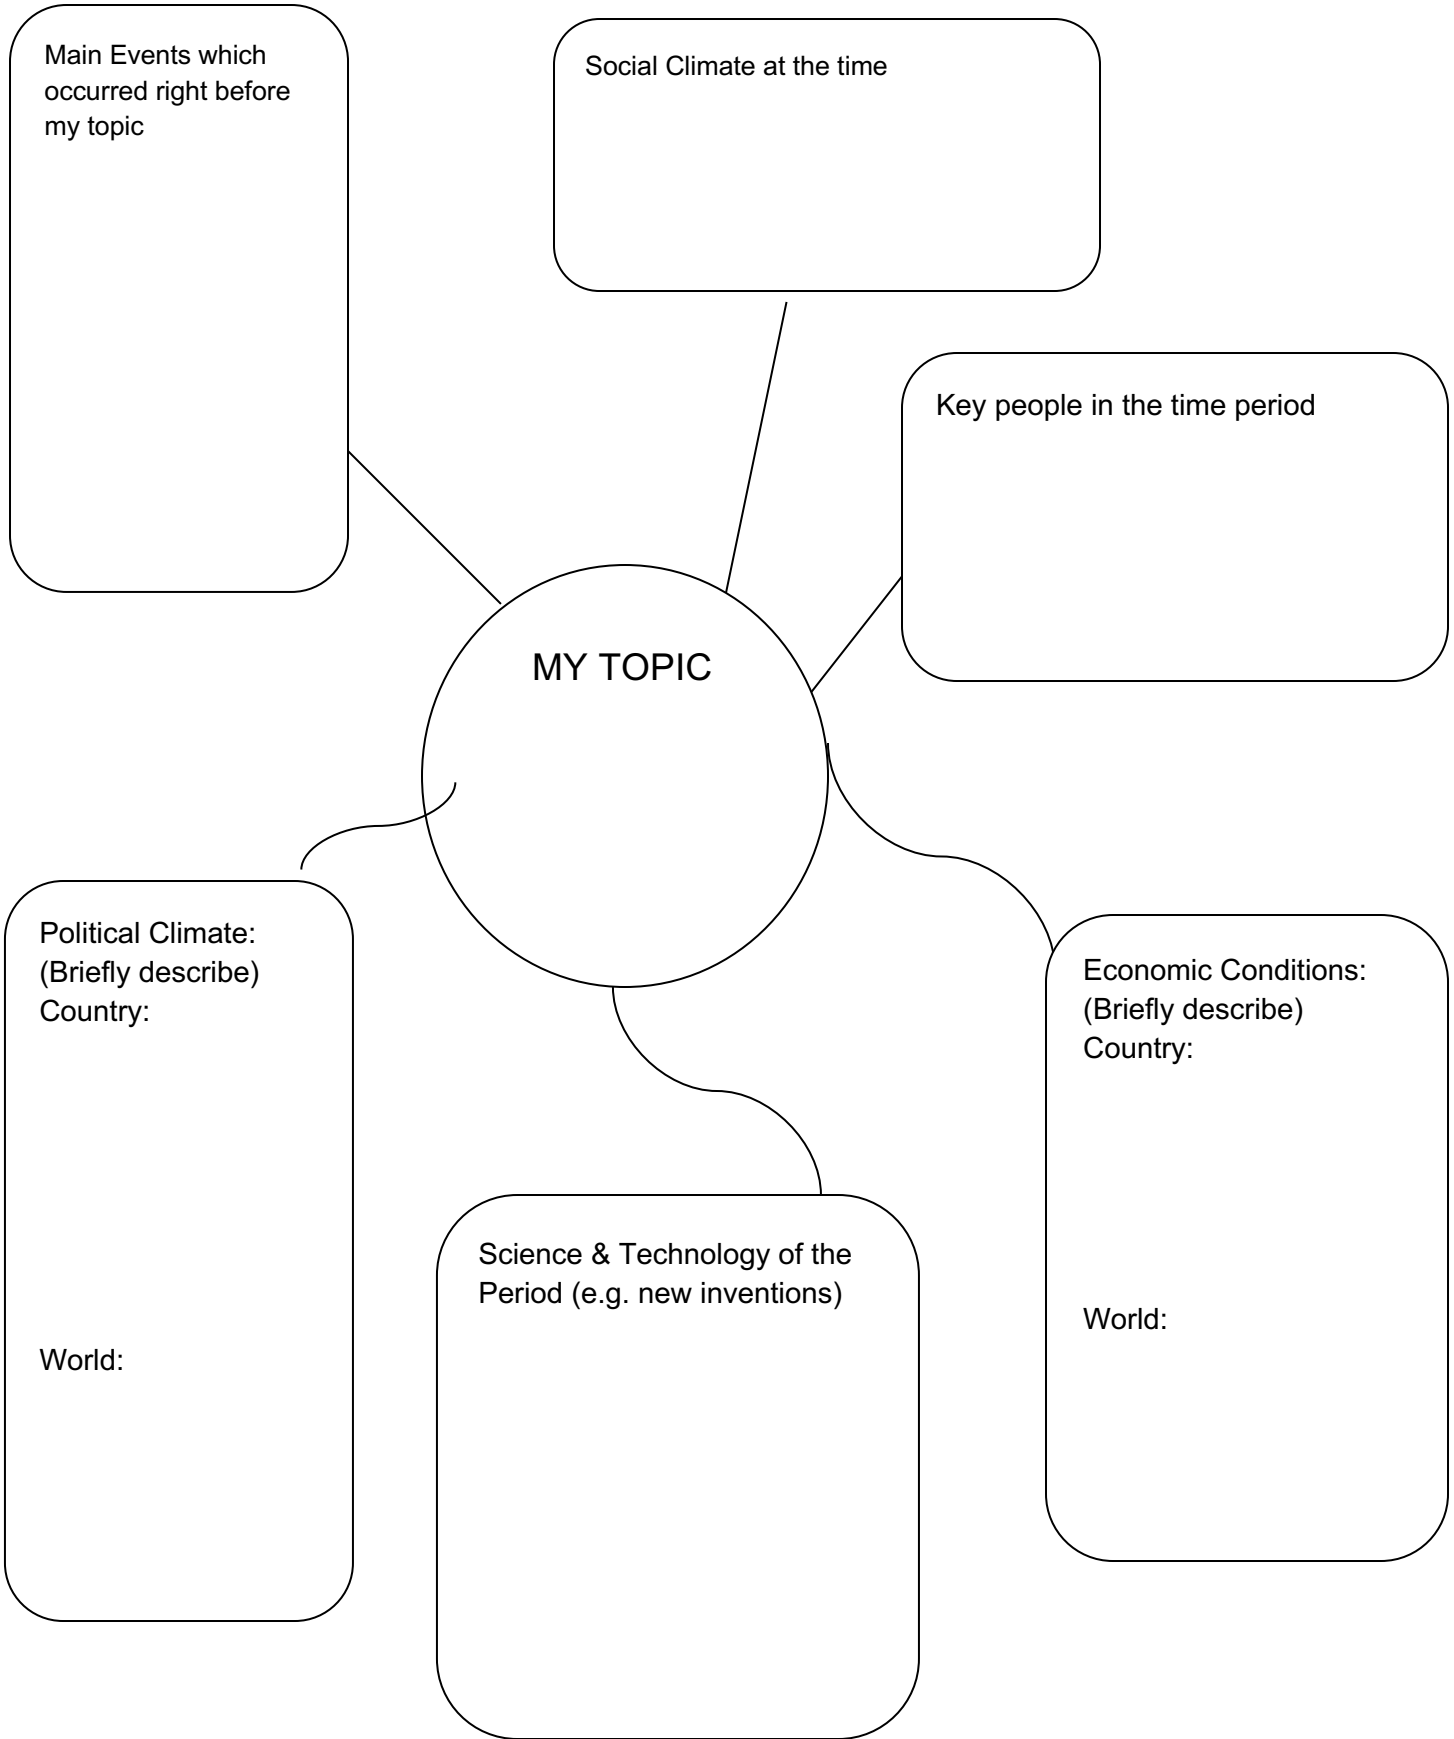 Main Events which
occurred right before
my topic
Social Climate at the time
Key people in the time period
MY TOPIC
Political Climate:
(Briefly describe)
Country:
World:
Economic Conditions:
(Briefly describe)
Country:
World:
Science & Technology of the
Period (e.g. new inventions)